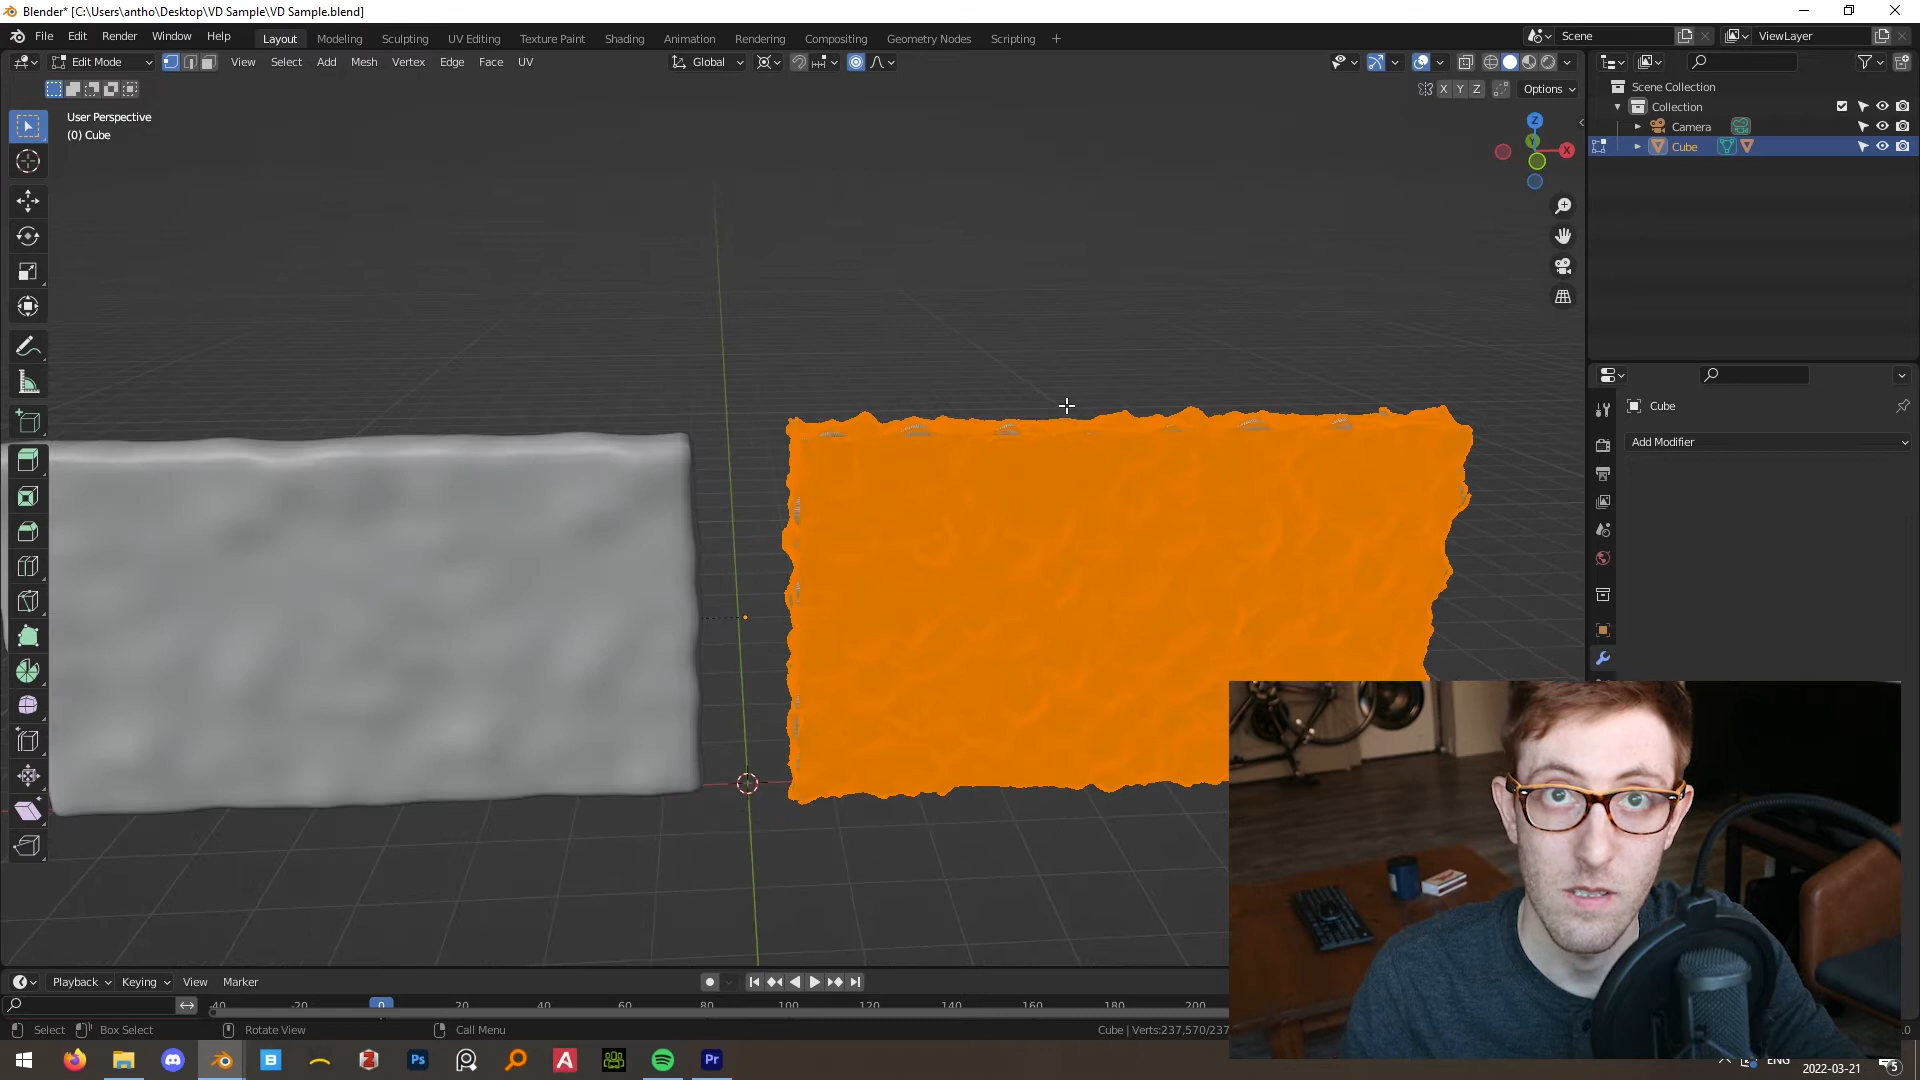 Blender* [C:\Users\antho\Desktop\VD Sample\VD Sample.blend]
File Edit Render Window Help Layout Modeling Sculpting UV Editing Texture Paint Shading Animation Rendering Compositing Geometry Nodes Scripting + Scene ViewLayer
Edit Mode View Select Add Mesh Vertex Edge Face UV Global
X Y Z Options
User Perspective
(0) Cube
Z
Y
X
Scene Collection
Collection
Camera
Cube
Cube
Add Modifier
Playback Keying View Marker
-40 -20 0 20 40 60 80 100 120 140 160 180 200
Select Box Select Rotate View Call Menu Cube | Verts:237,570/237
B Z Ps A Pr ENG
2022-03-21 5